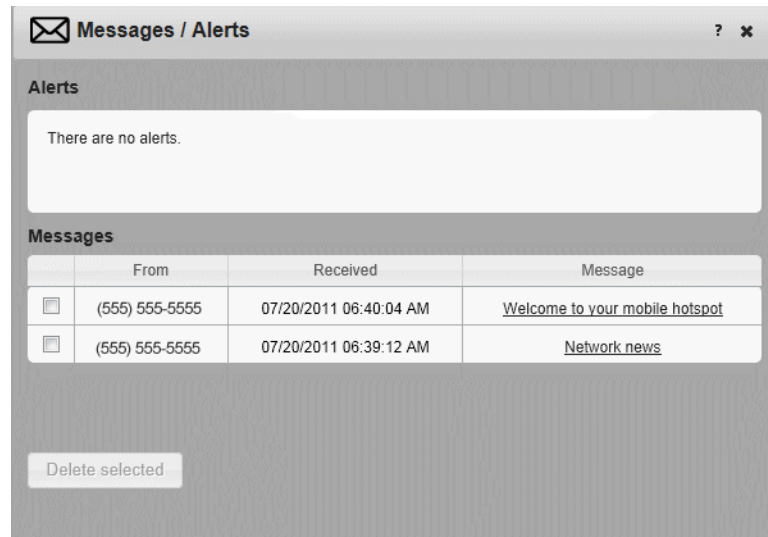 Messages / Alerts ? ✖
Alerts
There are no alerts.
Messages
From Received Message
(555) 555-5555 07/20/2011 06:40:04 AM Welcome to your mobile hotspot
(555) 555-5555 07/20/2011 06:39:12 AM Network news
Delete selected